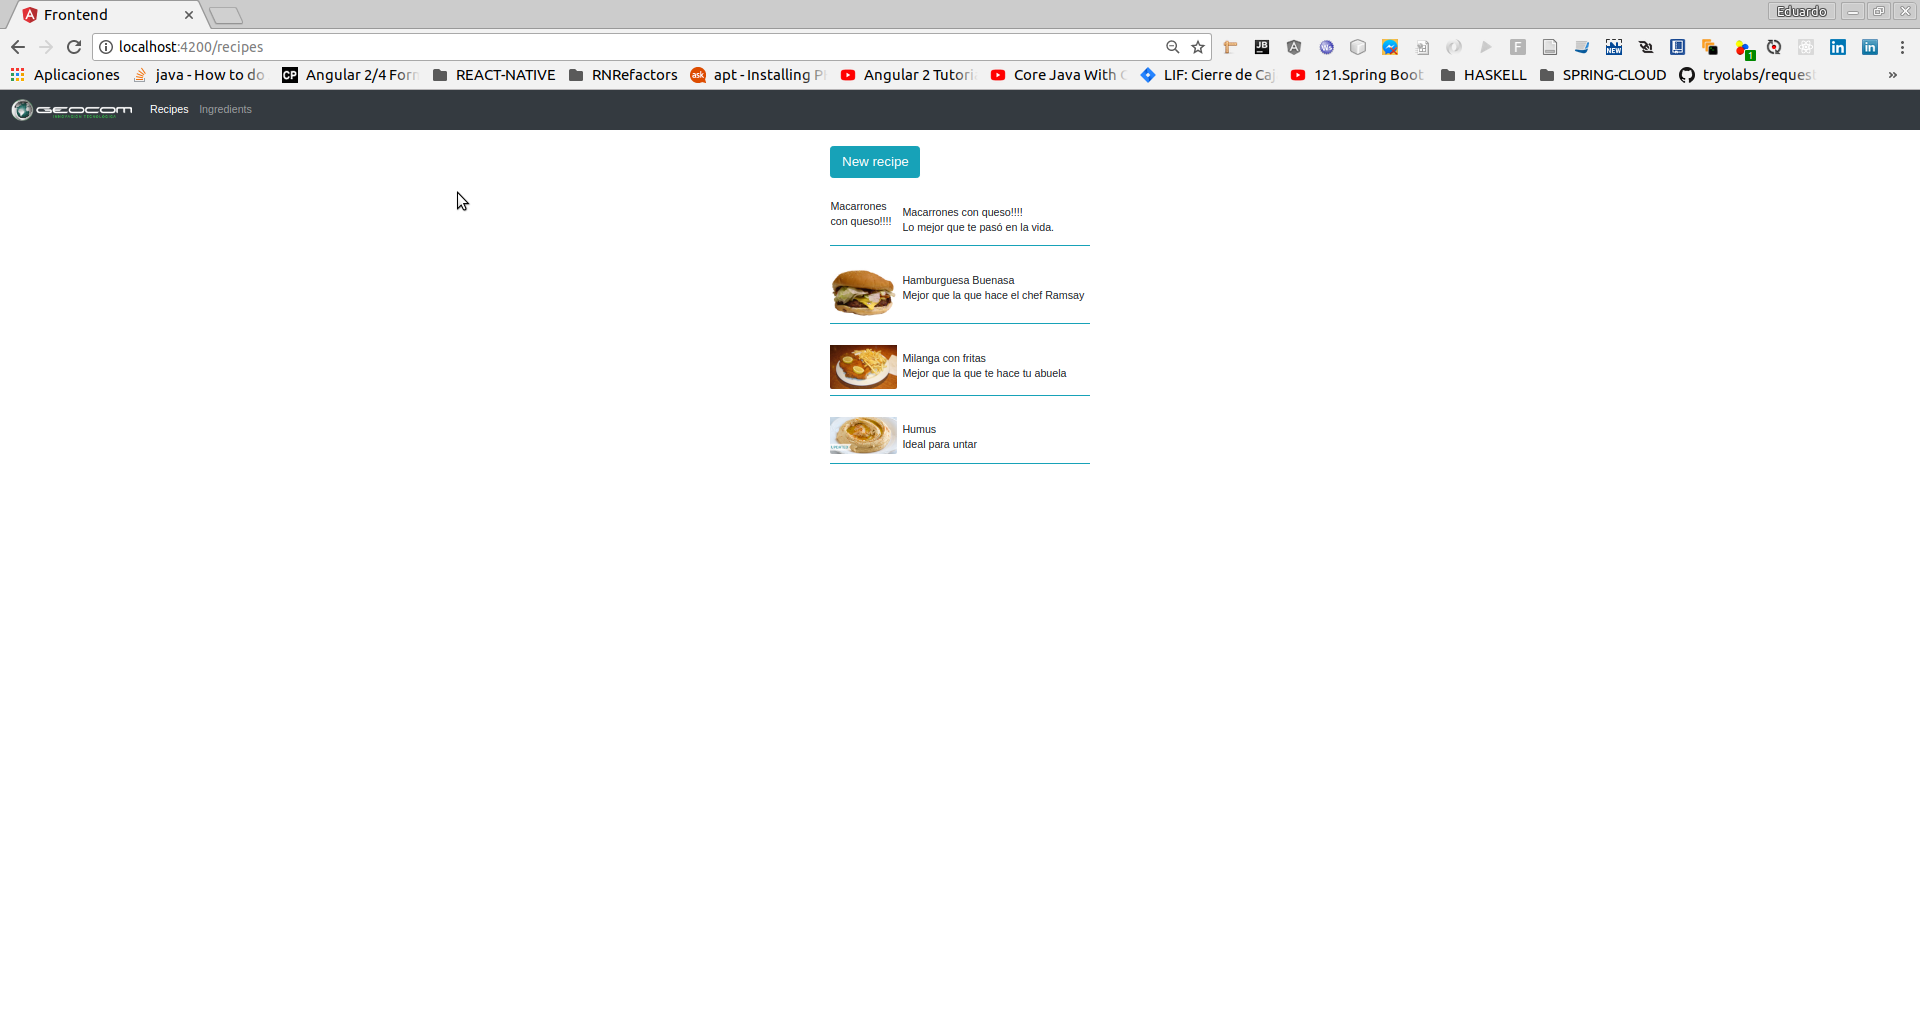 Frontend
Eduardo
localhost:4200/recipes
Aplicaciones
java - How to do
Angular 2/4 Forn
REACT-NATIVE
RNRefactors
apt - Installing P
Angular 2 Tutori
Core Java With
LIF: Cierre de Caj
121.Spring Boot
HASKELL
SPRING-CLOUD
tryolabs/reques
»
GEOCOM
Recipes
Ingredients
New recipe
Macarrones
con queso!!!!
Macarrones con queso!!!!
Lo mejor que te pasó en la vida.
Hamburguesa Buenasa
Mejor que la que hace el chef Ramsay
Milanga con fritas
Mejor que la que te hace tu abuela
Humus
Ideal para untar